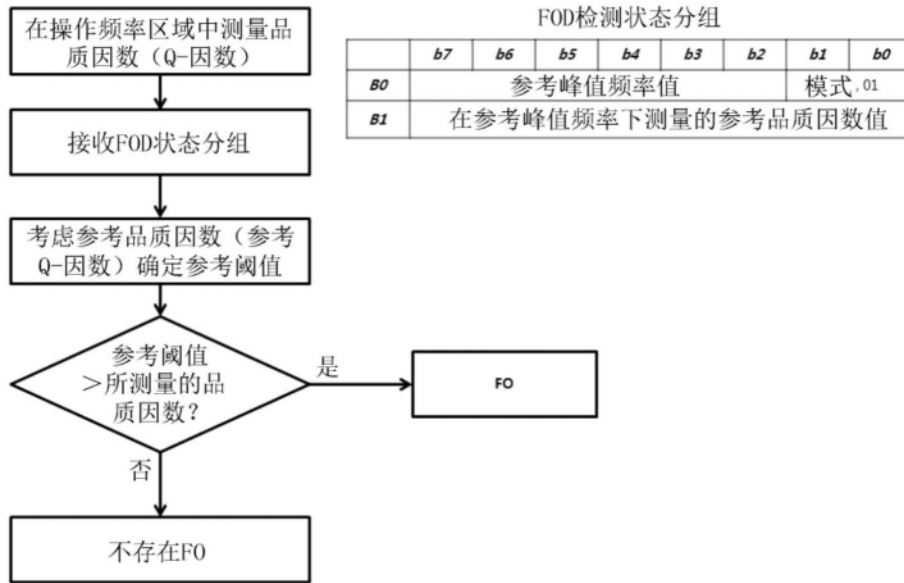 在操作频率区域中测量品
质因数（Q-因数）
接收FOD状态分组
考虑参考品质因数（参考
Q-因数）确定参考阈值
参考阈值
＞所测量的品
质因数？
是
FO
否
不存在FO
FOD检测状态分组
b7 b6 b5 b4 b3 b2 b1 b0
B0 参考峰值频率值 模式,01
B1 在参考峰值频率下测量的参考品质因数值